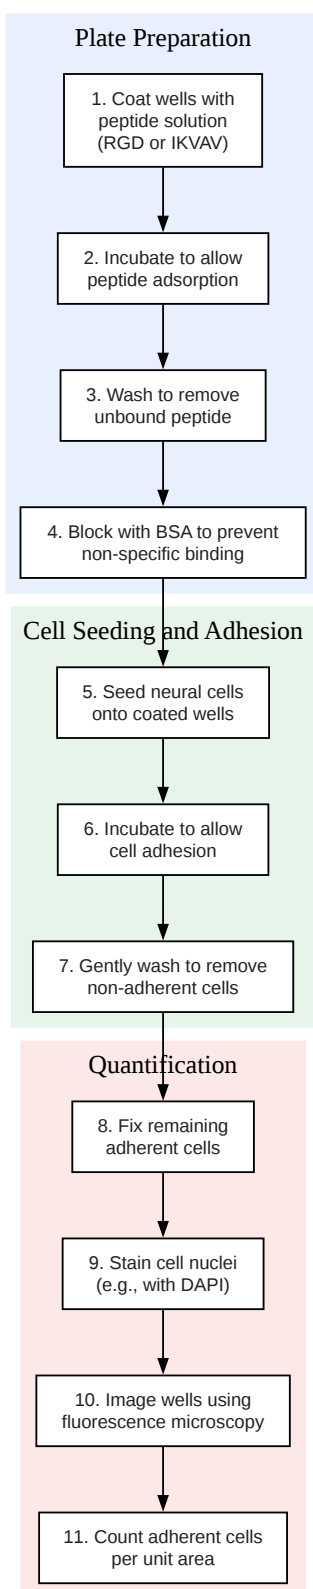 Plate Preparation
1. Coat wells with
peptide solution
(RGD or IKVAV)
2. Incubate to allow
peptide adsorption
3. Wash to remove
unbound peptide
4. Block with BSA to prevent
non-specific binding
Cell Seeding and Adhesion
5. Seed neural cells
onto coated wells
6. Incubate to allow
cell adhesion
7. Gently wash to remove
non-adherent cells
Quantification
8. Fix remaining
adherent cells
9. Stain cell nuclei
(e.g., with DAPI)
10. Image wells using
fluorescence microscopy
11. Count adherent cells
per unit area